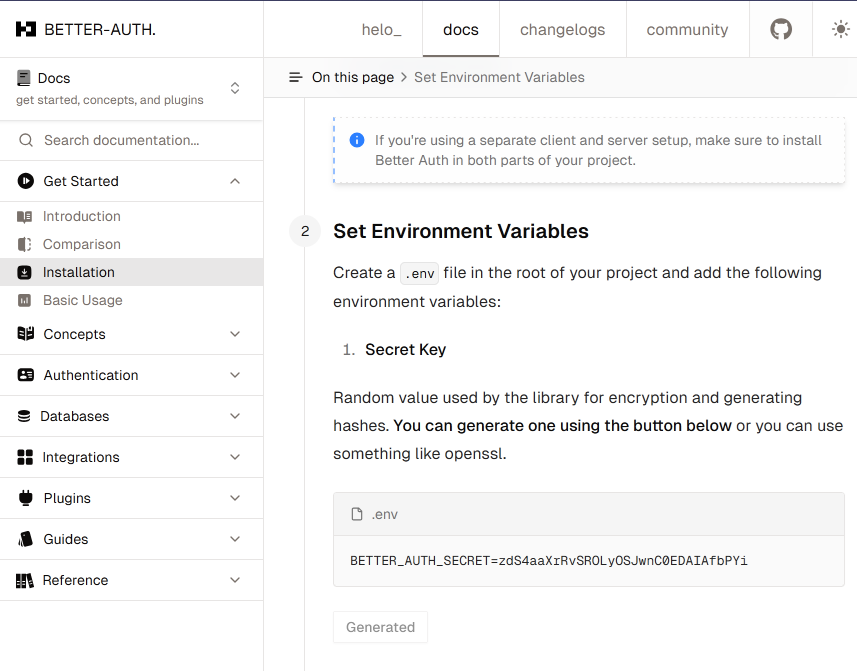 BETTER-AUTH.
helo_
docs
changelogs
community
Docs
get started, concepts, and plugins
Search documentation...
Get Started
Introduction
Comparison
Installation
Basic Usage
Concepts
Authentication
Databases
Integrations
Plugins
Guides
Reference
On this page > Set Environment Variables
If you're using a separate client and server setup, make sure to install
Better Auth in both parts of your project.
2 Set Environment Variables
Create a .env file in the root of your project and add the following
environment variables:
1. Secret Key
Random value used by the library for encryption and generating
hashes. You can generate one using the button below or you can use
something like openssl.
.env
BETTER_AUTH_SECRET=zdS4aaXrRvSROLyOSJwnC0EDAIAfbPYi
Generated